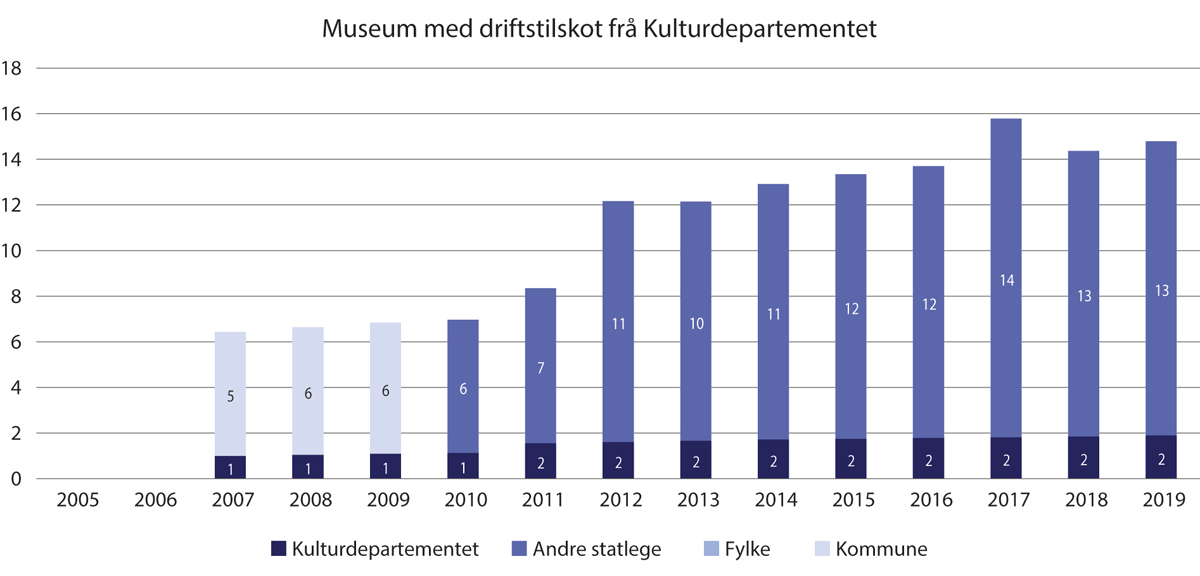 Museum med driftstilskot frå Kulturdepartementet
18
16
14
12
10
8
6
4
2
0
5 6 6 6 7 11 10 11 12 12 14 13 13
1 1 1 1 2 2 2 2 2 2 2 2 2
2005 2006 2007 2008 2009 2010 2011 2012 2013 2014 2015 2016 2017 2018 2019
Kulturdepartementet Andre statlege Fylke Kommune